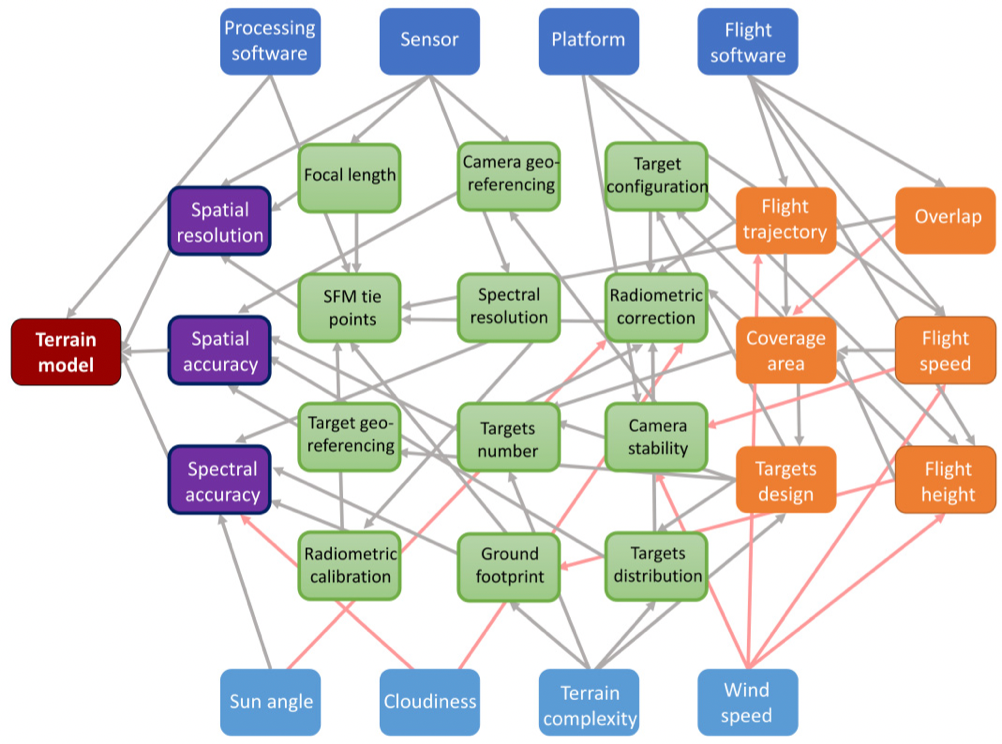 Processing
software
Sensor
Platform
Flight
software
Focal length
Camera geo-
referencing
Target
configuration
Spatial
resolution
Flight
trajectory
Overlap
SFM tie
points
Spectral
resolution
Radiometric
correction
Terrain
model
Spatial
accuracy
Coverage
area
Flight
speed
Target geo-
referencing
Targets
number
Camera
stability
Spectral
accuracy
Targets
design
Flight
height
Radiometric
calibration
Ground
footprint
Targets
distribution
Sun angle
Cloudiness
Terrain
complexity
Wind
speed